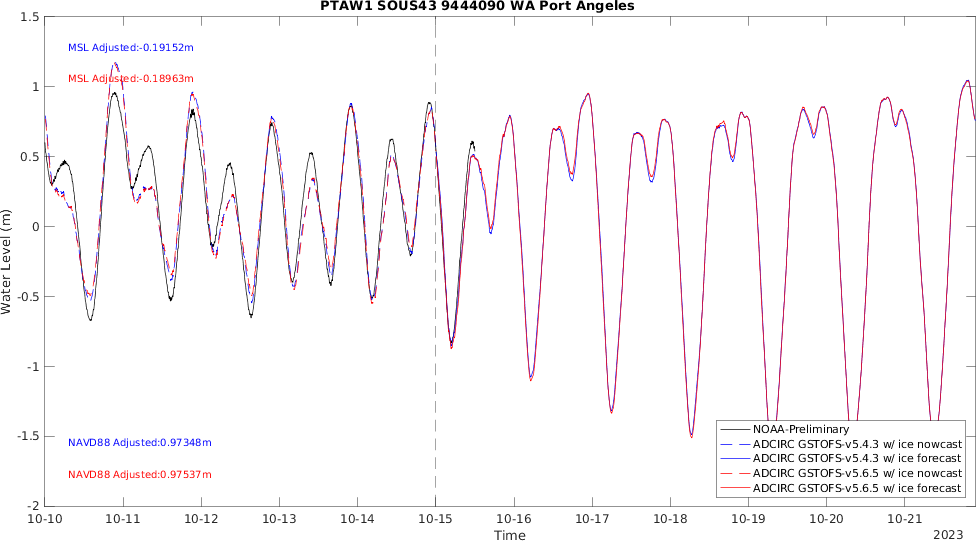 PTAW1 SOUS43 9444090 WA Port Angeles
1.5
1
0.5
0
-0.5
-1
-1.5
-2
Water Level (m)
MSL Adjusted:-0.19152m
MSL Adjusted:-0.18963m
NAVD88 Adjusted:0.97348m
NAVD88 Adjusted:0.97537m
NOAA-Preliminary
ADCIRC GSTOFS-v5.4.3 w/ ice nowcast
ADCIRC GSTOFS-v5.4.3 w/ ice forecast
ADCIRC GSTOFS-v5.6.5 w/ ice nowcast
ADCIRC GSTOFS-v5.6.5 w/ ice forecast
10-10 10-11 10-12 10-13 10-14 10-15 10-16 10-17 10-18 10-19 10-20 10-21
Time
2023